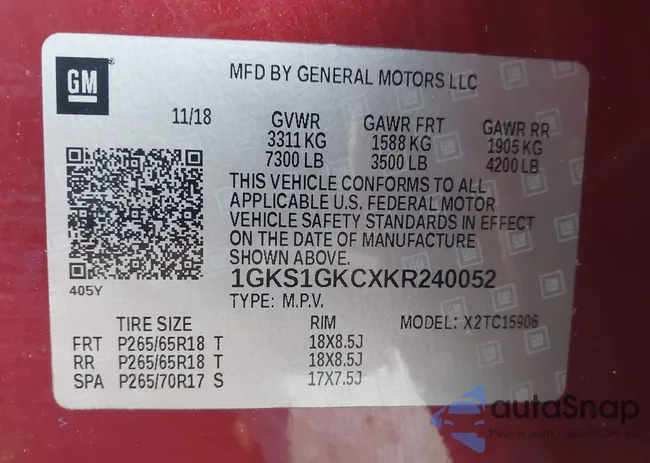 GM
MFD BY GENERAL MOTORS LLC
11/18 GVWR GAWR FRT GAWR RR
3311 KG 1588 KG 1905 KG
7300 LB 3500 LB 4200 LB
THIS VEHICLE CONFORMS TO ALL
APPLICABLE U.S. FEDERAL MOTOR
VEHICLE SAFETY STANDARDS IN EFFECT
ON THE DATE OF MANUFACTURE
SHOWN ABOVE.
1GKS1GKCXKR240052
405Y
TYPE: M.P.V.
TIRE SIZE RIM MODEL: X2TC15906
FRT P265/65R18 T 18X8.5J
RR P265/65R18 T 18X8.5J
SPA P265/70R17 S 17X7.5J
autoSnap